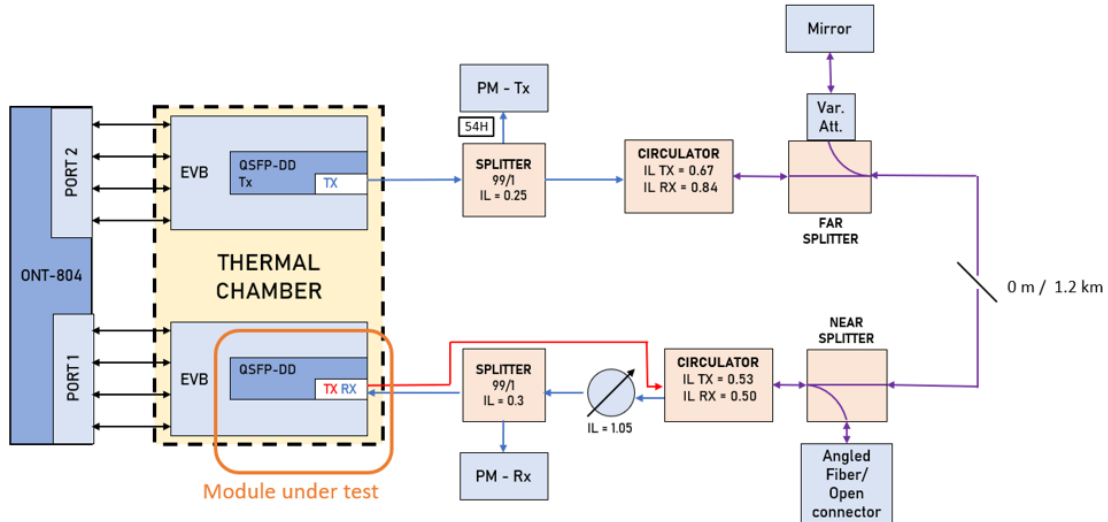 Mirror
PM - Tx
54H
Var.
Att.
PORT 2
EVB
QSFP-DD
Tx
TX
SPLITTER
99/1
IL = 0.25
CIRCULATOR
IL TX = 0.67
IL RX = 0.84
FAR
SPLITTER
ONT-804
THERMAL
CHAMBER
0 m / 1.2 km
PORT 1
EVB
QSFP-DD
TX RX
SPLITTER
99/1
IL = 0.3
IL = 1.05
CIRCULATOR
IL TX = 0.53
IL RX = 0.50
NEAR
SPLITTER
PM - Rx
Angled
Fiber/
Open
connector
Module under test